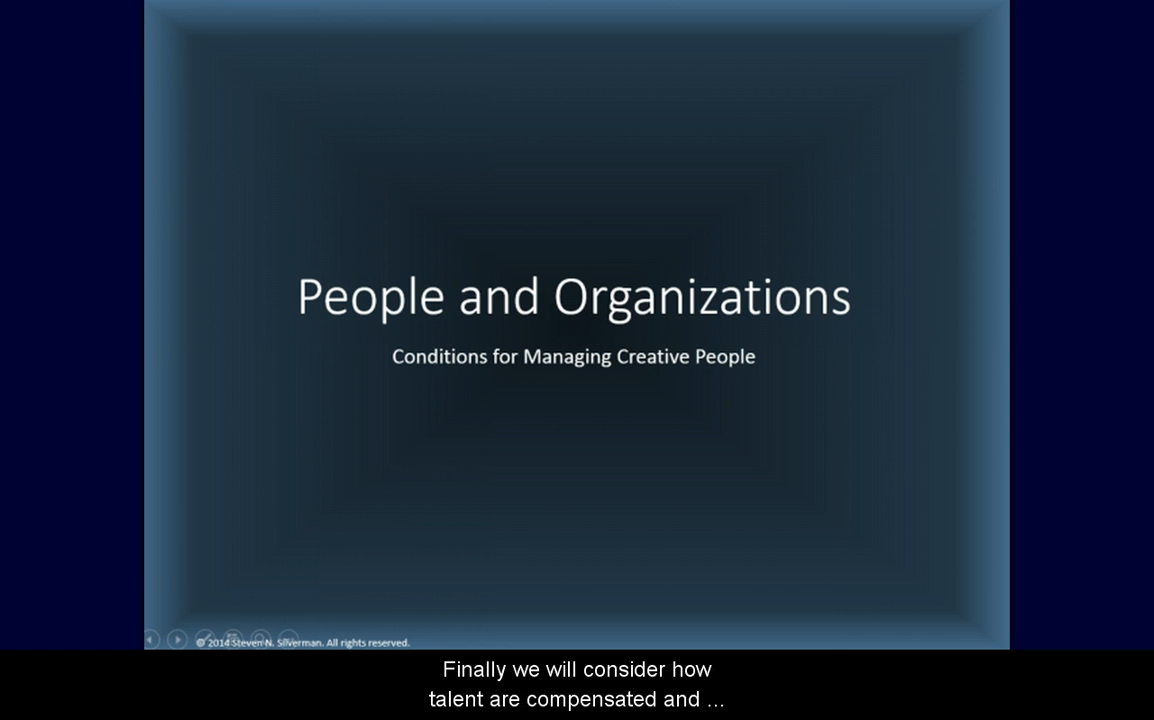 People and Organizations
Conditions for Managing Creative People
© 2014 Steven N. Silverman. All rights reserved.
Finally we will consider how
talent are compensated and ...